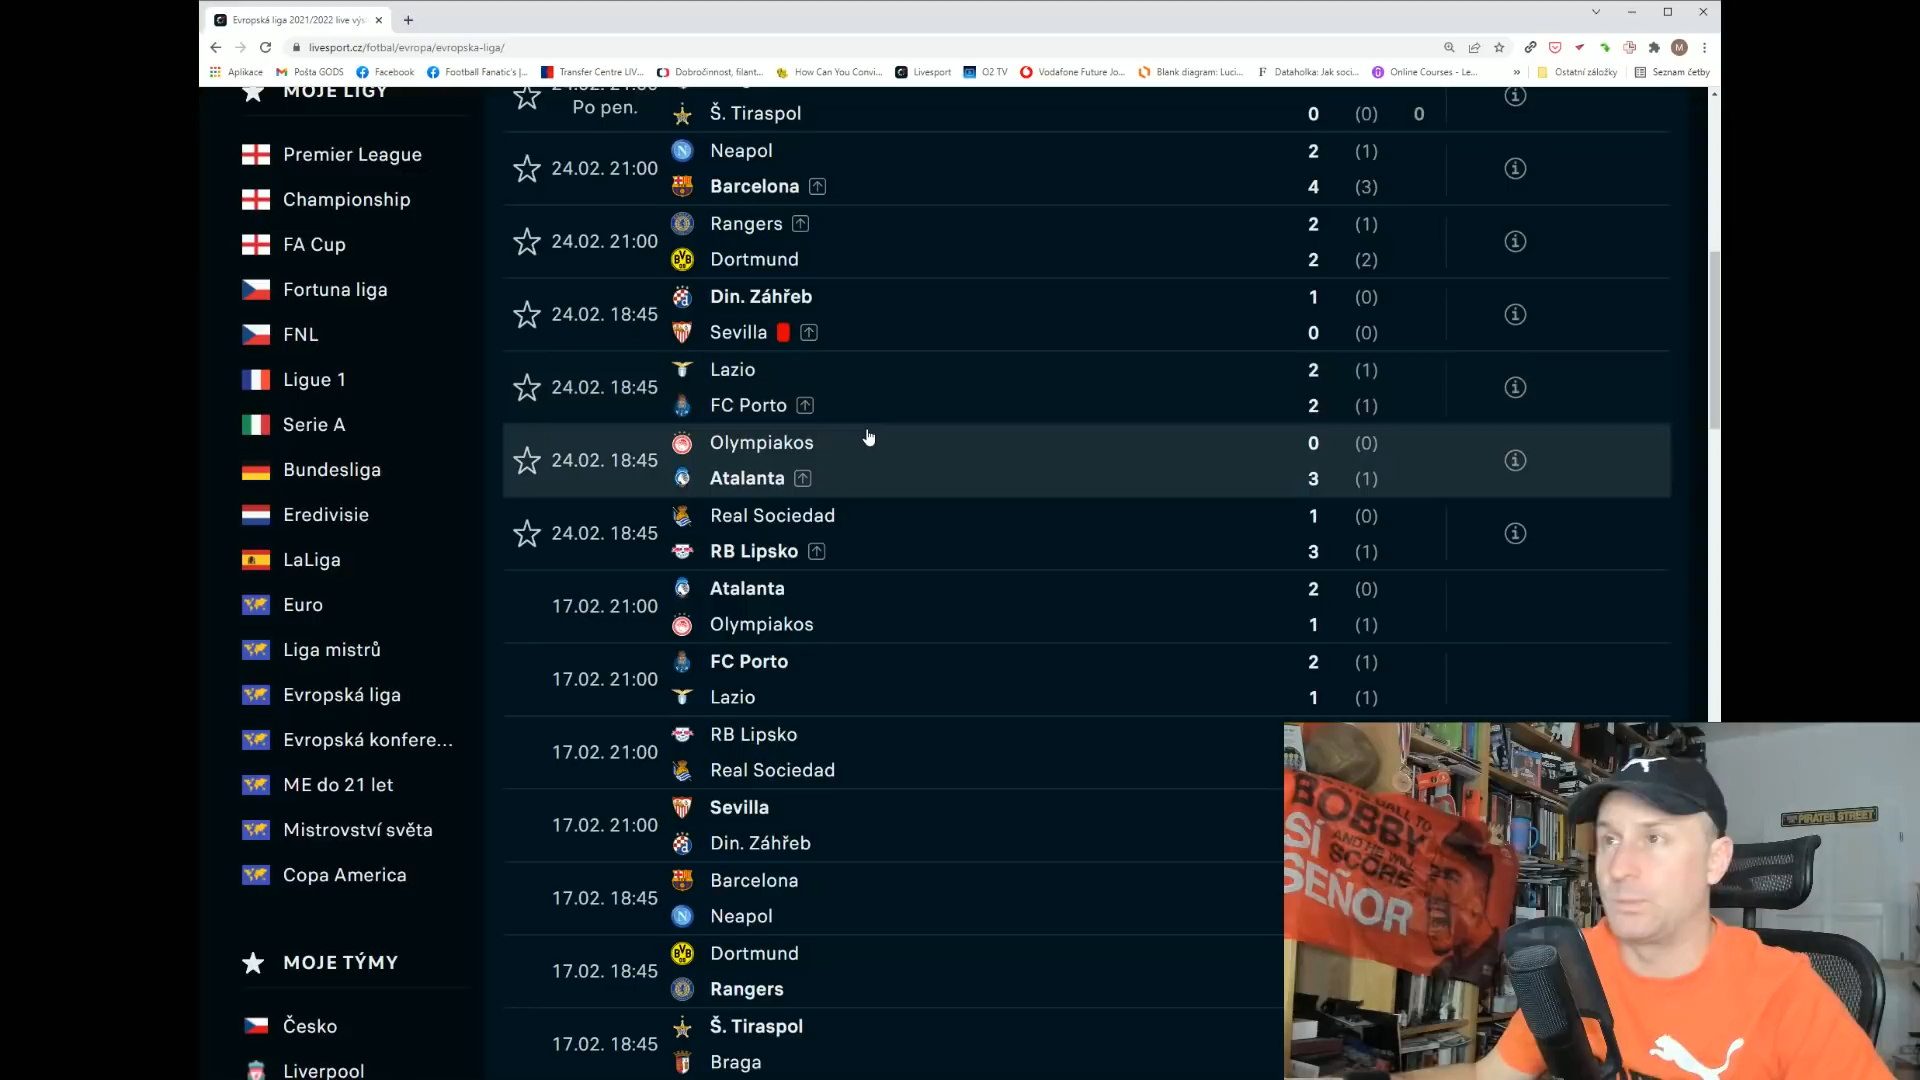 Evropská liga 2021/2022 live výs
livesport.cz/fotbal/evropa/evropska-liga/
Aplikace
Pošta GODS
Facebook
Football Fanatic's |...
Transfer Centre LIV...
Dobročinnost, filant...
How Can You Convi...
Livesport
O2 TV
Vodafone Future Jo...
Blank diagram: Luci...
Dataholka: Jak soci...
Online Courses - Le...
»
Ostatní záložky
Seznam četby
MOJE LIGY
Premier League
Championship
FA Cup
Fortuna liga
FNL
Ligue 1
Serie A
Bundesliga
Eredivisie
LaLiga
Euro
Liga mistrů
Evropská liga
Evropská konfere...
ME do 21 let
Mistrovství světa
Copa America
MOJE TÝMY
Česko
Liverpool
24.02. 21:00
Po pen.
Š. Tiraspol 0 (0) 0
24.02. 21:00
Neapol 2 (1)
Barcelona 4 (3)
24.02. 21:00
Rangers 2 (1)
Dortmund 2 (2)
24.02. 18:45
Din. Záhřeb 1 (0)
Sevilla 0 (0)
24.02. 18:45
Lazio 2 (1)
FC Porto 2 (1)
24.02. 18:45
Olympiakos 0 (0)
Atalanta 3 (1)
24.02. 18:45
Real Sociedad 1 (0)
RB Lipsko 3 (1)
17.02. 21:00
Atalanta 2 (0)
Olympiakos 1 (1)
17.02. 21:00
FC Porto 2 (1)
Lazio 1 (1)
17.02. 21:00
RB Lipsko
Real Sociedad
17.02. 21:00
Sevilla
Din. Záhřeb
17.02. 18:45
Barcelona
Neapol
17.02. 18:45
Dortmund
Rangers
17.02. 18:45
Š. Tiraspol
Braga
BOBBY
AND HE WILL
SCORE
SÍ
SEÑOR
PIRATES STREET